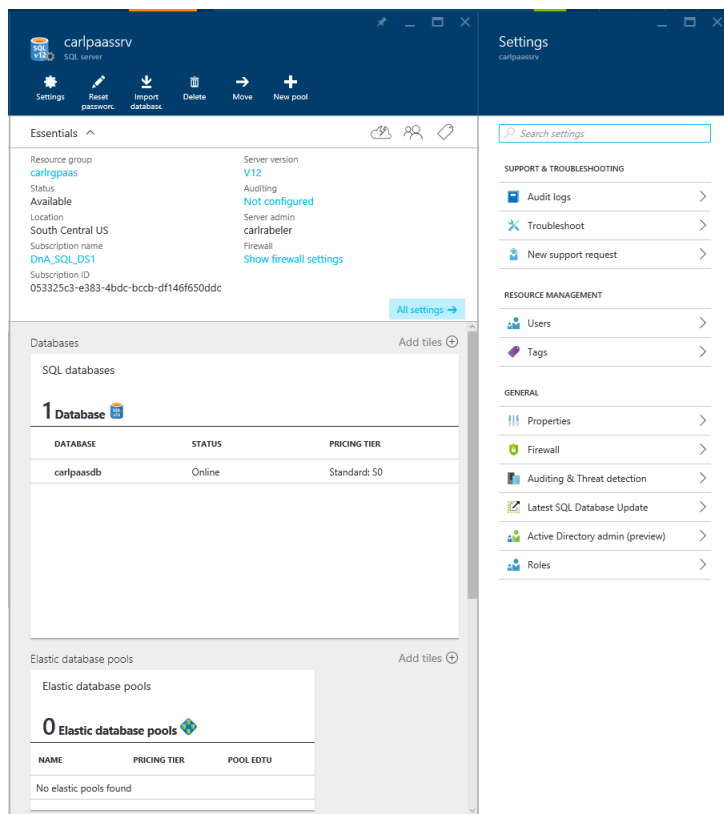 carlpaassrv
SQL server
SQL
v12
Settings
Reset
passworc
Import
database
Delete
Move
New pool
Essentials
Resource group
carlrgpaas
Status
Available
Location
South Central US
Subscription name
DnA_SQL_DS1
Subscription ID
053325c3-e383-4bdc-bccb-df146f650ddc
Server version
V12
Auditing
Not configured
Server admin
carlrabeler
Firewall
Show firewall settings
All settings →
Databases
Add tiles
SQL databases
1 Database
DATABASE STATUS PRICING TIER
carlpaasdb Online Standard: S0
Elastic database pools
Add tiles
Elastic database pools
0 Elastic database pools
NAME PRICING TIER POOL EDTU
No elastic pools found
Settings
carlpaassrv
Search settings
SUPPORT & TROUBLESHOOTING
Audit logs
Troubleshoot
New support request
RESOURCE MANAGEMENT
Users
Tags
GENERAL
Properties
Firewall
Auditing & Threat detection
Latest SQL Database Update
Active Directory admin (preview)
Roles